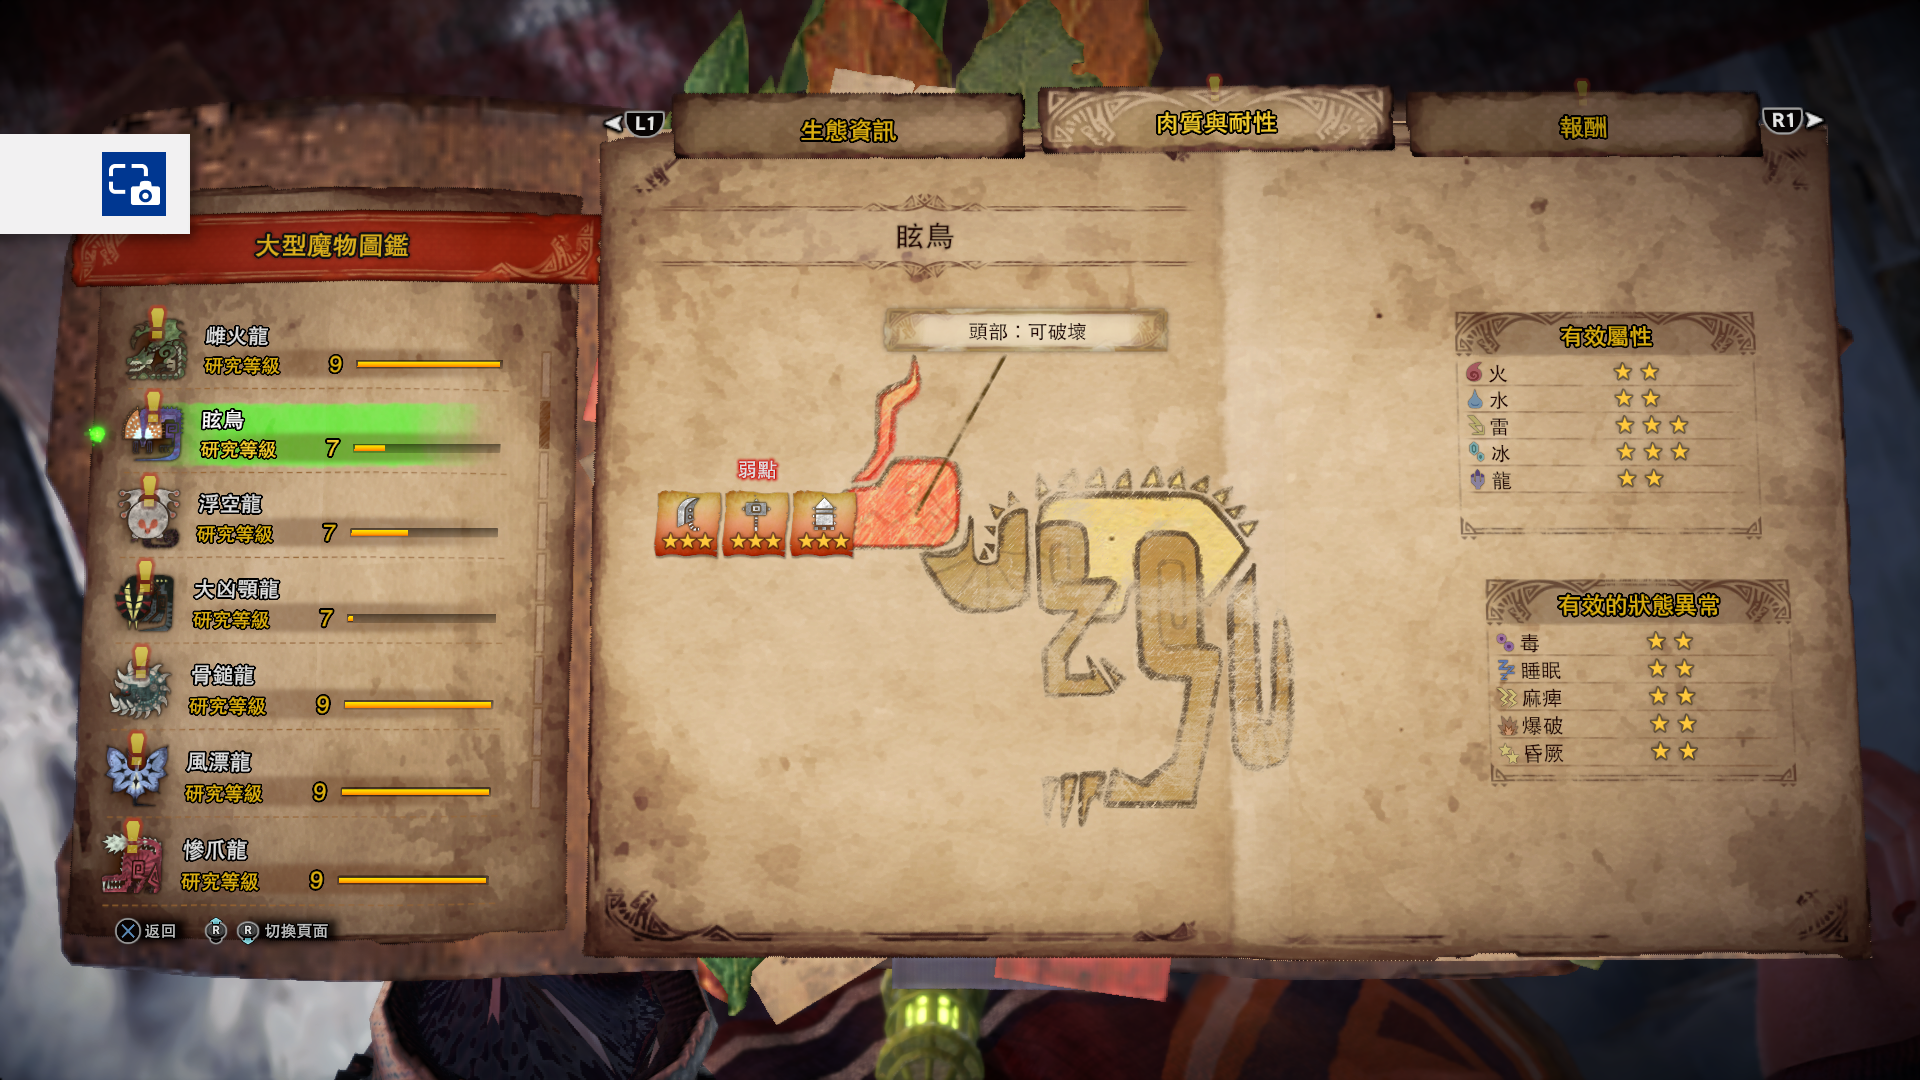 L1
生態資訊
肉質與耐性
報酬
R1
大型魔物圖鑑
雌火龍
研究等級 9
眩鳥
研究等級 7
浮空龍
研究等級 7
大凶顎龍
研究等級 7
骨鎚龍
研究等級 9
風漂龍
研究等級 9
慘爪龍
研究等級 9
返回
R
R
切換頁面
眩鳥
頭部：可破壞
弱點
有效屬性
火
水
雷
冰
龍
有效的狀態異常
毒
睡眠
麻痺
爆破
昏厥